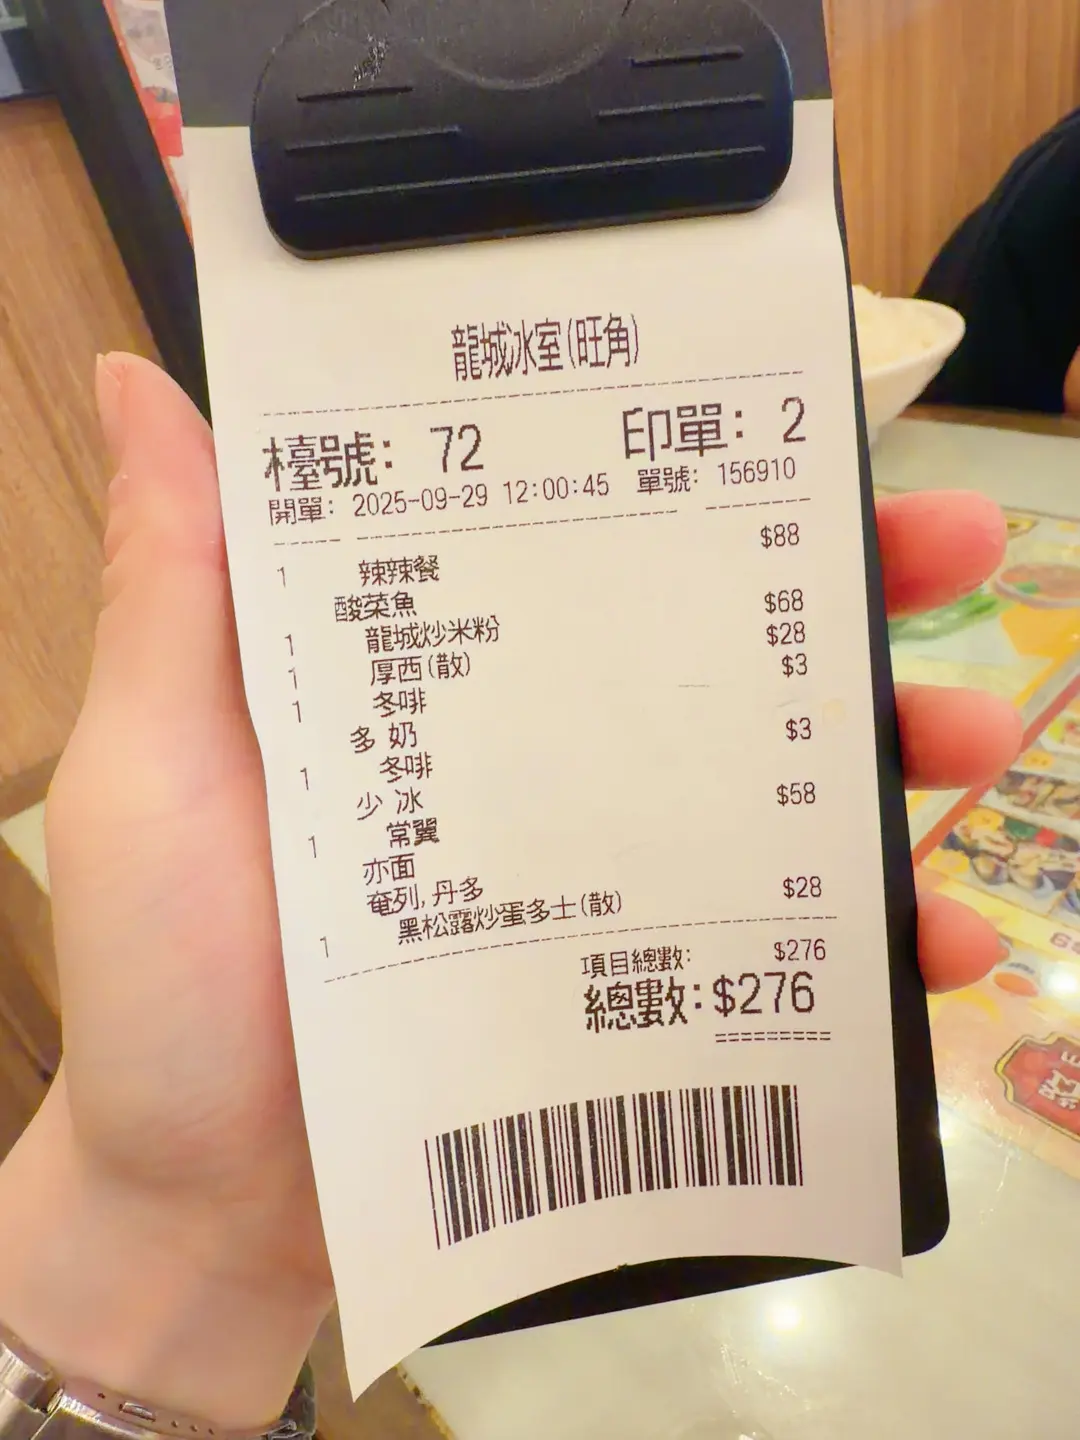 龍城冰室(旺角)
檯號: 72 印單: 2
開單: 2025-09-29 12:00:45 單號: 156910
1 辣辣餐 $88
酸菜魚
1 龍城炒米粉 $68
1 厚西(散) $28
1 冬啡 $3
多 奶
1 冬啡 $3
少 冰
1 常翼 $58
亦面
奄列,丹多
1 黑松露炒蛋多士(散) $28
項目總數: $276
總數: $276
=========